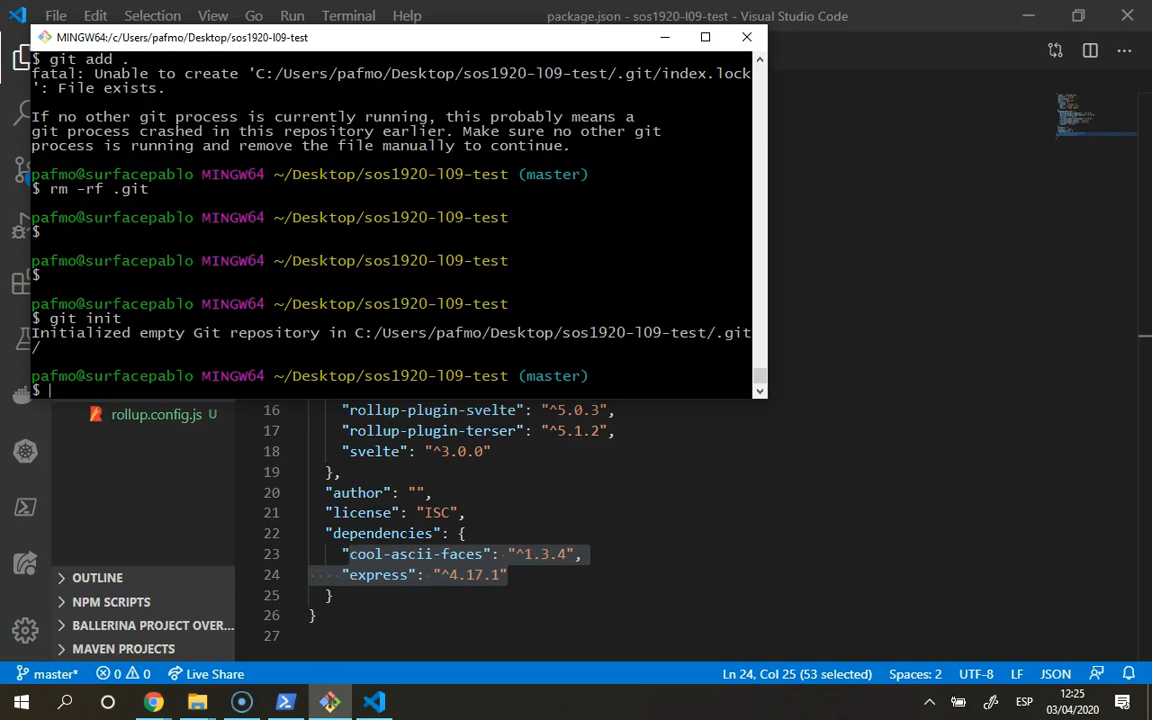 File Edit Selection View Go Run Terminal Help package.json - sos1920-l09-test - Visual Studio Code
MINGW64:/c/Users/pafmo/Desktop/sos1920-l09-test
$ git add .
fatal: Unable to create 'C:/Users/pafmo/Desktop/sos1920-l09-test/.git/index.lock
': File exists.
If no other git process is currently running, this probably means a
git process crashed in this repository earlier. Make sure no other git
process is running and remove the file manually to continue.
pafmo@surfacepablo MINGW64 ~/Desktop/sos1920-l09-test (master)
$ rm -rf .git
pafmo@surfacepablo MINGW64 ~/Desktop/sos1920-l09-test
$
pafmo@surfacepablo MINGW64 ~/Desktop/sos1920-l09-test
$
pafmo@surfacepablo MINGW64 ~/Desktop/sos1920-l09-test
$ git init
Initialized empty Git repository in C:/Users/pafmo/Desktop/sos1920-l09-test/.git
/
pafmo@surfacepablo MINGW64 ~/Desktop/sos1920-l09-test (master)
$
rollup.config.js U
OUTLINE
NPM SCRIPTS
BALLERINA PROJECT OVER...
MAVEN PROJECTS
16 "rollup-plugin-svelte": "^5.0.3",
17 "rollup-plugin-terser": "^5.1.2",
18 "svelte": "^3.0.0"
19 },
20 "author": "",
21 "license": "ISC",
22 "dependencies": {
23 "cool-ascii-faces": "^1.3.4",
24 "express": "^4.17.1"
25 }
26 }
27
master* 0 0 Live Share Ln 24, Col 25 (53 selected) Spaces: 2 UTF-8 LF JSON
ESP 12:25
03/04/2020